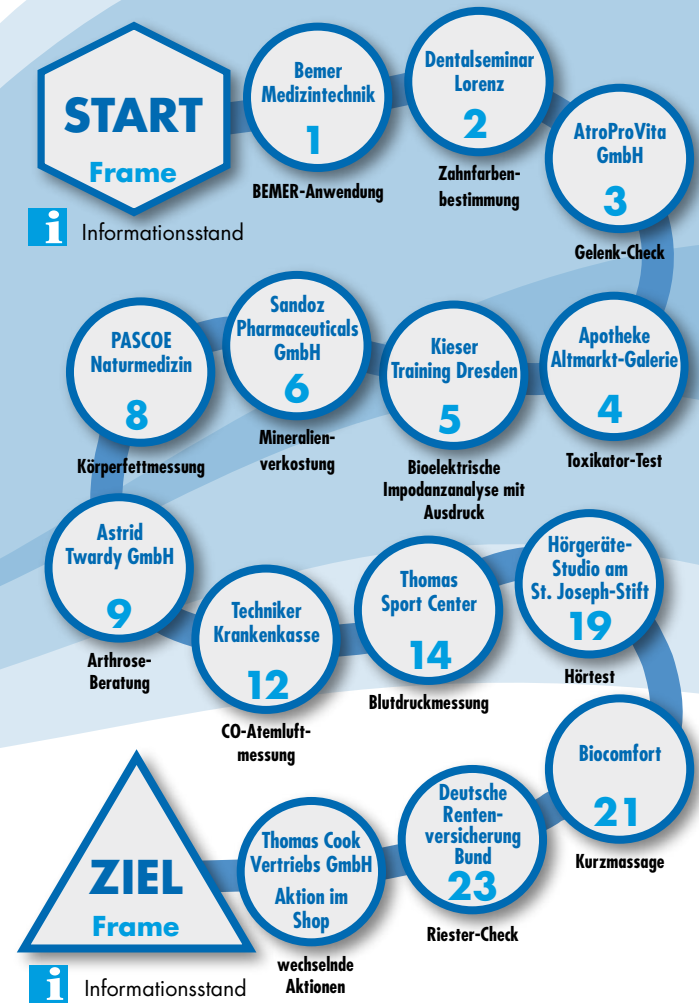 START
Frame
i Informationsstand
Bemer
Medizintechnik
1
BEMER-Anwendung
Dentalseminar
Lorenz
2
Zahnfarben-
bestimmung
AtroProVita
GmbH
3
Gelenk-Check
Apotheke
Altmarkt-Galerie
4
Toxikator-Test
Kieser
Training Dresden
5
Bioelektrische
Impodanzanalyse mit
Ausdruck
Sandoz
Pharmaceuticals
GmbH
6
Mineralien-
verkostung
PASCOE
Naturmedizin
8
Körperfettmessung
Astrid
Twardy GmbH
9
Arthrose-
Beratung
Techniker
Krankenkasse
12
CO-Atemluft-
messung
Thomas
Sport Center
14
Blutdruckmessung
Hörgeräte-
Studio am
St. Joseph-Stift
19
Hörtest
Biocomfort
21
Kurzmassage
Deutsche
Renten-
versicherung
Bund
23
Riester-Check
Thomas Cook
Vertriebs GmbH
Aktion im
Shop
wechselnde
Aktionen
ZIEL
Frame
i Informationsstand